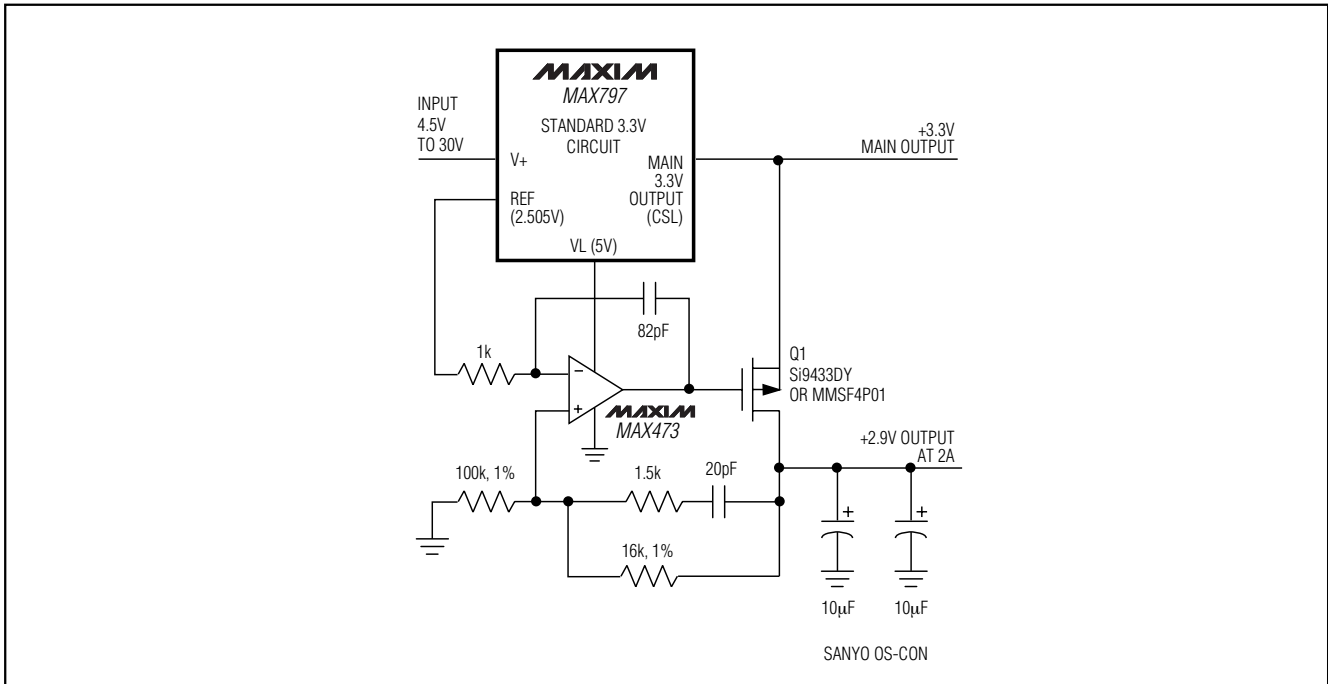 MAXIM
MAX797
INPUT
4.5V
TO 30V
STANDARD 3.3V
CIRCUIT
+3.3V
MAIN OUTPUT
V+
MAIN
3.3V
OUTPUT
(CSL)
REF
(2.505V)
VL (5V)
82pF
1k
−
+
MAXIM
MAX473
Q1
Si9433DY
OR MMSF4P01
+2.9V OUTPUT
AT 2A
100k, 1%
1.5k
20pF
16k, 1%
+
+
10µF
10µF
SANYO OS-CON